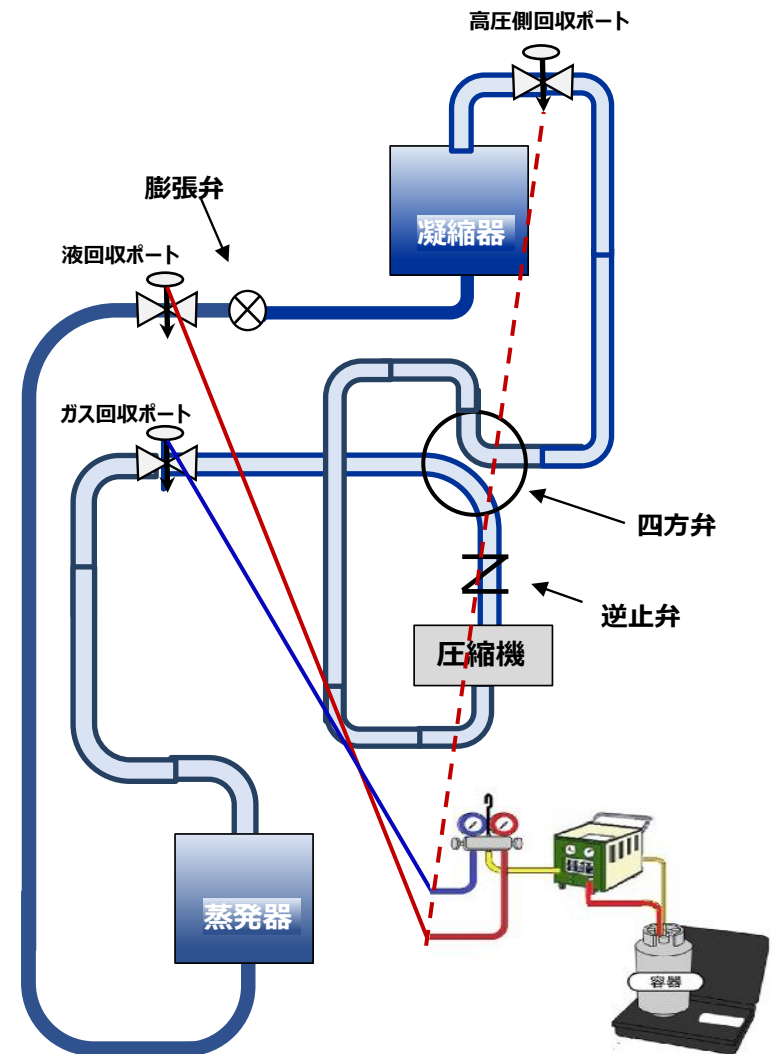 高圧側回収ポート
膨張弁
凝縮器
液回収ポート
ガス回収ポート
四方弁
逆止弁
圧縮機
蒸発器
容器